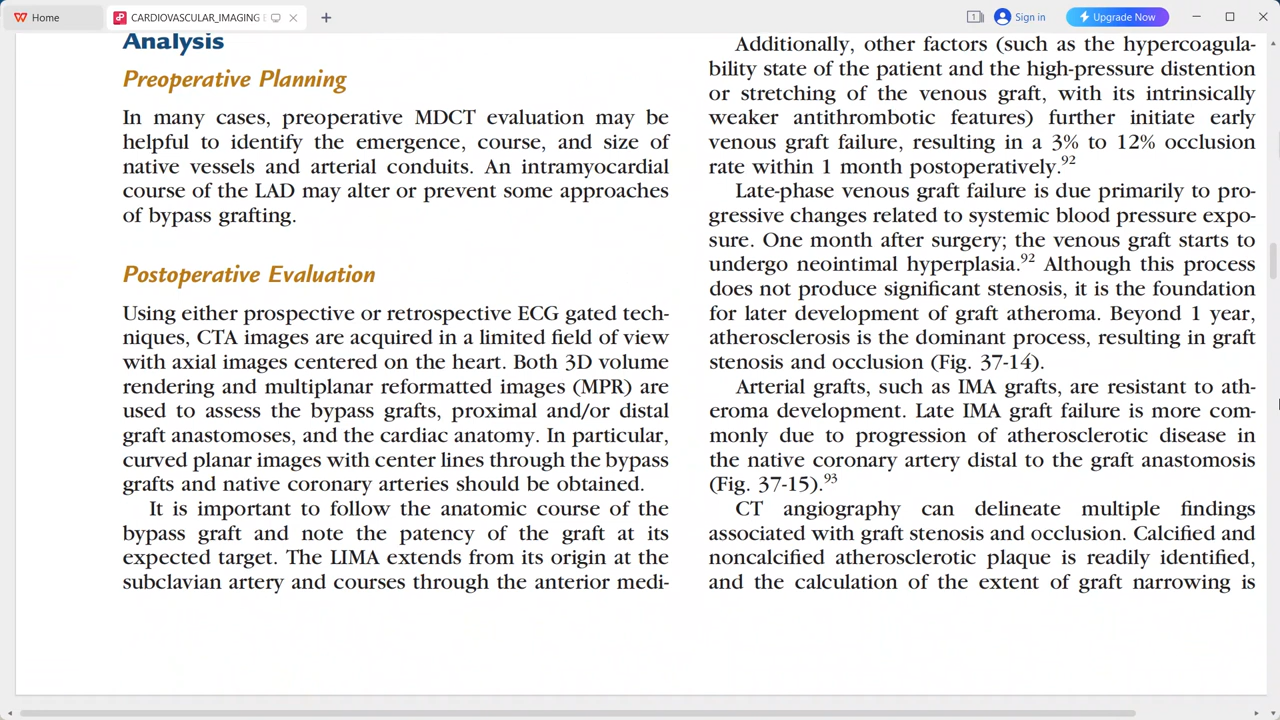 Home
CARDIOVASCULAR_IMAGING
1
Sign in
Upgrade Now
Analysis
Preoperative Planning
In many cases, preoperative MDCT evaluation may be
helpful to identify the emergence, course, and size of
native vessels and arterial conduits. An intramyocardial
course of the LAD may alter or prevent some approaches
of bypass grafting.
Postoperative Evaluation
Using either prospective or retrospective ECG gated tech-
niques, CTA images are acquired in a limited field of view
with axial images centered on the heart. Both 3D volume
rendering and multiplanar reformatted images (MPR) are
used to assess the bypass grafts, proximal and/or distal
graft anastomoses, and the cardiac anatomy. In particular,
curved planar images with center lines through the bypass
grafts and native coronary arteries should be obtained.
It is important to follow the anatomic course of the
bypass graft and note the patency of the graft at its
expected target. The LIMA extends from its origin at the
subclavian artery and courses through the anterior medi-
Additionally, other factors (such as the hypercoagula-
bility state of the patient and the high-pressure distention
or stretching of the venous graft, with its intrinsically
weaker antithrombotic features) further initiate early
venous graft failure, resulting in a 3% to 12% occlusion
rate within 1 month postoperatively.92
Late-phase venous graft failure is due primarily to pro-
gressive changes related to systemic blood pressure expo-
sure. One month after surgery; the venous graft starts to
undergo neointimal hyperplasia.92 Although this process
does not produce significant stenosis, it is the foundation
for later development of graft atheroma. Beyond 1 year,
atherosclerosis is the dominant process, resulting in graft
stenosis and occlusion (Fig. 37-14).
Arterial grafts, such as IMA grafts, are resistant to ath-
eroma development. Late IMA graft failure is more com-
monly due to progression of atherosclerotic disease in
the native coronary artery distal to the graft anastomosis
(Fig. 37-15).93
CT angiography can delineate multiple findings
associated with graft stenosis and occlusion. Calcified and
noncalcified atherosclerotic plaque is readily identified,
and the calculation of the extent of graft narrowing is